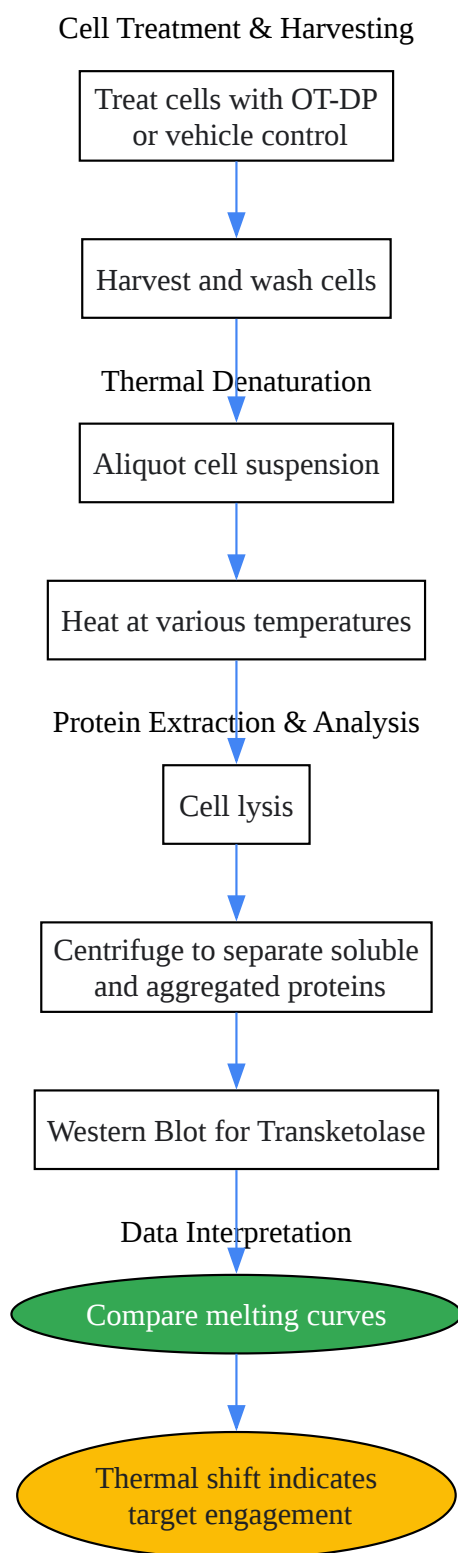 Cell Treatment & Harvesting
Treat cells with OT-DP
or vehicle control
Harvest and wash cells
Thermal Denaturation
Aliquot cell suspension
Heat at various temperatures
Protein Extraction & Analysis
Cell lysis
Centrifuge to separate soluble
and aggregated proteins
Western Blot for Transketolase
Data Interpretation
Compare melting curves
Thermal shift indicates
target engagement